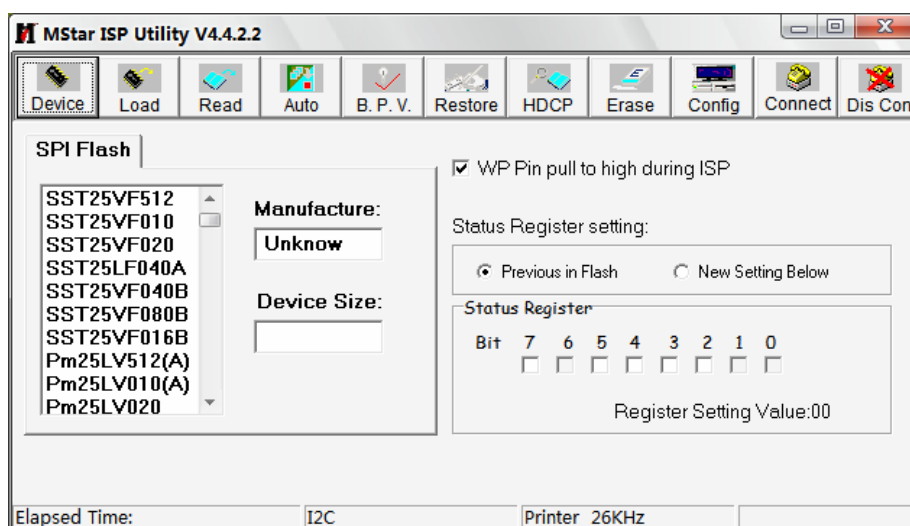 MStar ISP Utility V4.4.2.2
Device Load Read Auto B. P. V. Restore HDCP Erase Config Connect Dis Con
SPI Flash
SST25VF512
SST25VF010
SST25VF020
SST25LF040A
SST25VF040B
SST25VF080B
SST25VF016B
Pm25LV512(A)
Pm25LV010(A)
Pm25LV020
Manufacture:
Unknow
Device Size:
WP Pin pull to high during ISP
Status Register setting:
Previous in Flash New Setting Below
Status Register
Bit 7 6 5 4 3 2 1 0
Register Setting Value:00
Elapsed Time: I2C Printer 26KHz